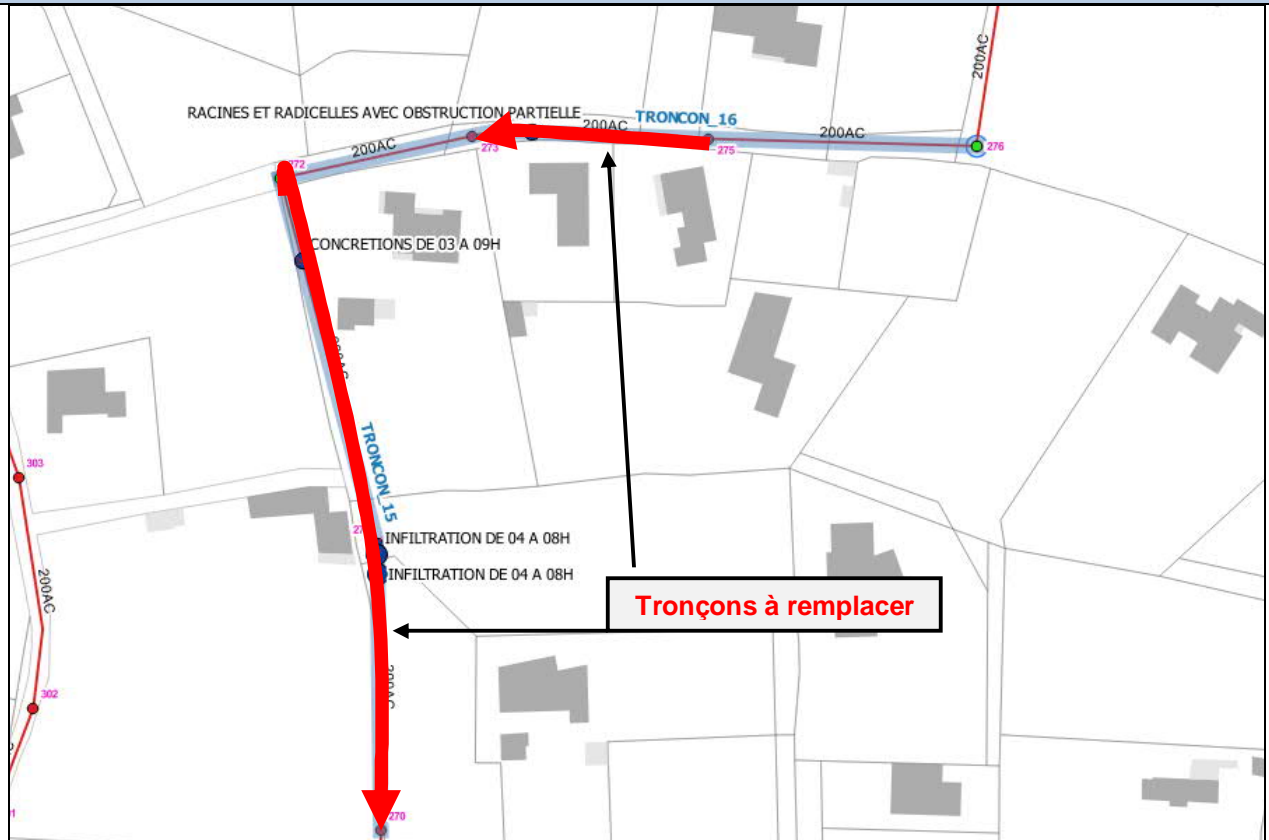 200AC
RACINES ET RADICELLES AVEC OBSTRUCTION PARTIELLE
TRONCON_16
200AC
200AC
200AC
273
275
276
272
CONCRETIONS DE 03 A 09H
200AC
TRONCON_15
303
INFILTRATION DE 04 A 08H
INFILTRATION DE 04 A 08H
200AC
Tronçons à remplacer
200AC
302
270